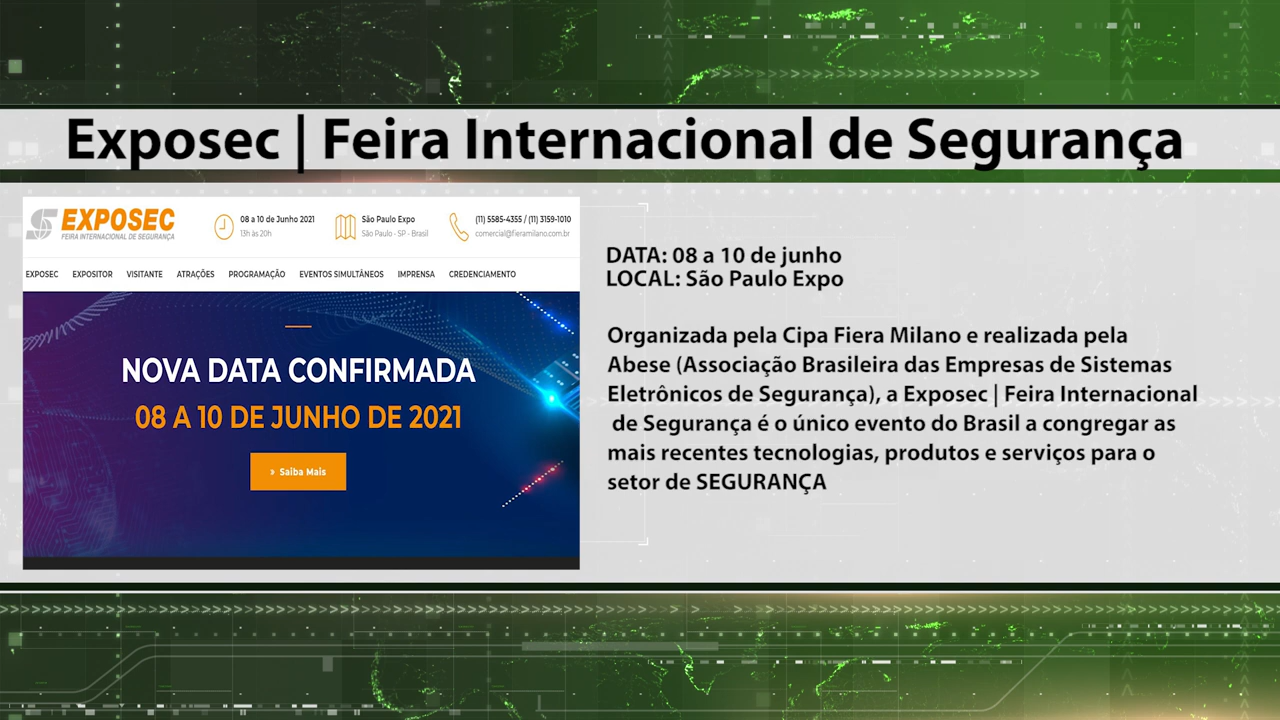 Exposec | Feira Internacional de Segurança
EXPOSEC
FEIRA INTERNACIONAL DE SEGURANÇA
08 a 10 de Junho 2021
13h às 20h
São Paulo Expo
São Paulo - SP - Brasil
(11) 5585-4355 / (11) 3159-1010
comercial@fieramilano.com.br
EXPOSEC EXPOSITOR VISITANTE ATRAÇÕES PROGRAMAÇÃO EVENTOS SIMULTÂNEOS IMPRENSA CREDENCIAMENTO
NOVA DATA CONFIRMADA
08 A 10 DE JUNHO DE 2021
» Saiba Mais
DATA: 08 a 10 de junho
LOCAL: São Paulo Expo
Organizada pela Cipa Fiera Milano e realizada pela
Abese (Associação Brasileira das Empresas de Sistemas
Eletrônicos de Segurança), a Exposec | Feira Internacional
de Segurança é o único evento do Brasil a congregar as
mais recentes tecnologias, produtos e serviços para o
setor de SEGURANÇA